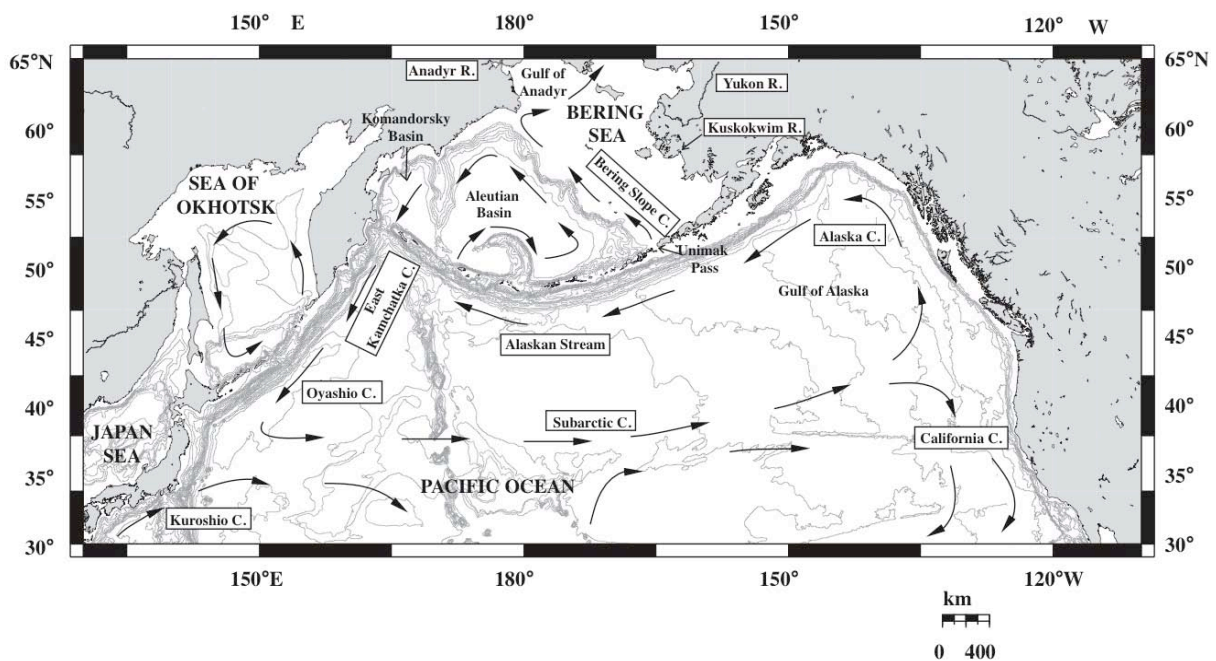 150° E 180° 150° 120° W
65°N 65°N
Anadyr R.
Gulf of
Anadyr
Yukon R.
60° 60°
Komandorsky
Basin
BERING
SEA
Kuskokwim R.
55° 55°
SEA OF
OKHOTSK
Aleutian
Basin
Bering Slope C.
Alaska C.
50° 50°
Unimak
Pass
East
Kamchatka C.
Gulf of Alaska
45° 45°
Alaskan Stream
Oyashio C.
40° 40°
Subarctic C.
JAPAN
SEA
California C.
35° 35°
PACIFIC OCEAN
Kuroshio C.
30° 30°
150°E 180° 150° 120°W
km
0 400